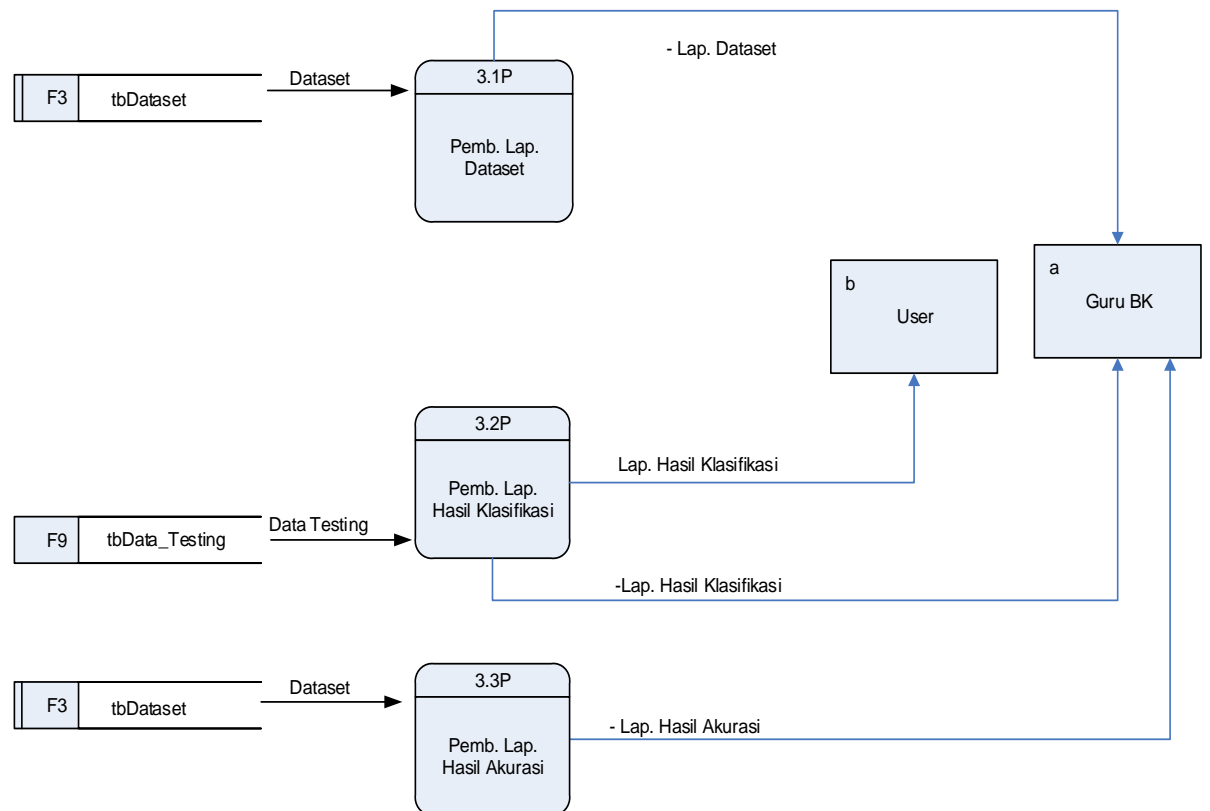 - Lap. Dataset
3.1P
Dataset
F3
tbDataset
Pemb. Lap.
Dataset
a
Guru BK
b
User
3.2P
Lap. Hasil Klasifikasi
Pemb. Lap.
Hasil Klasifikasi
Data Testing
F9
tbData_Testing
-Lap. Hasil Klasifikasi
3.3P
Dataset
F3
tbDataset
- Lap. Hasil Akurasi
Pemb. Lap.
Hasil Akurasi